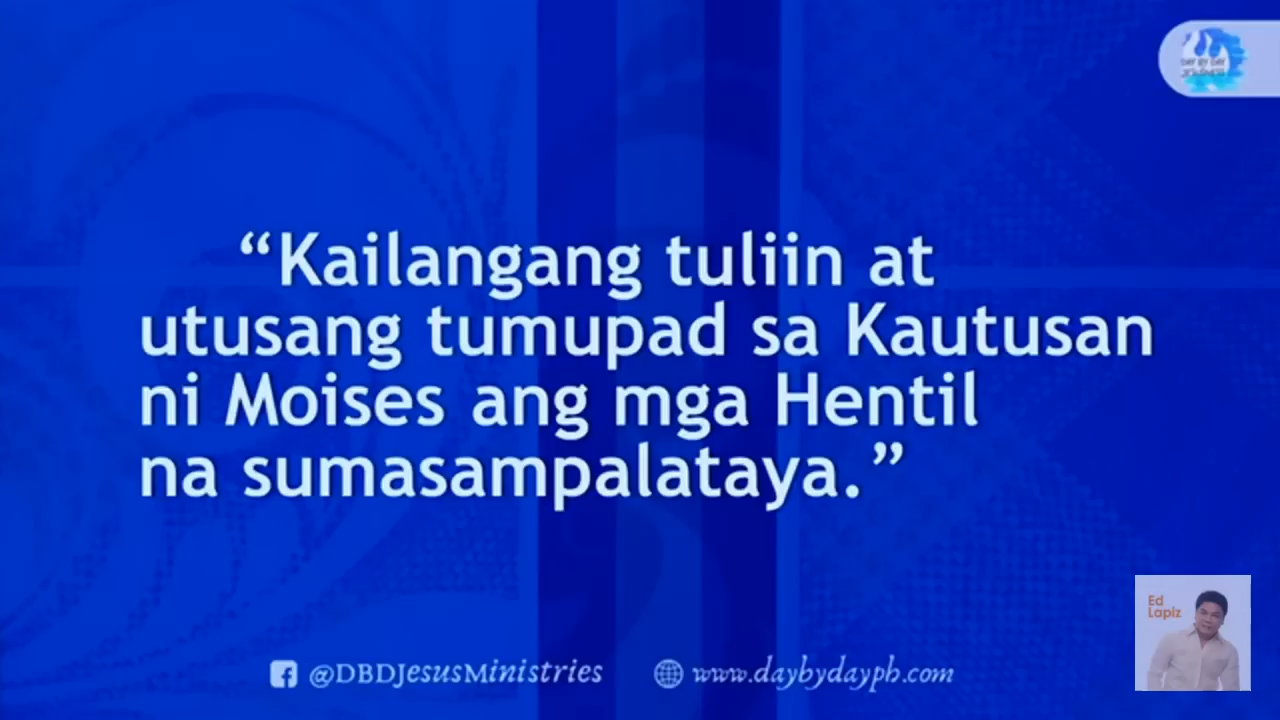 “Kailangang tuliin at
utusang tumupad sa Kautusan
ni Moises ang mga Hentil
na sumasampalataya.”
Ed
Lapiz
@DBDJesusMinistries
www.daybydayph.com